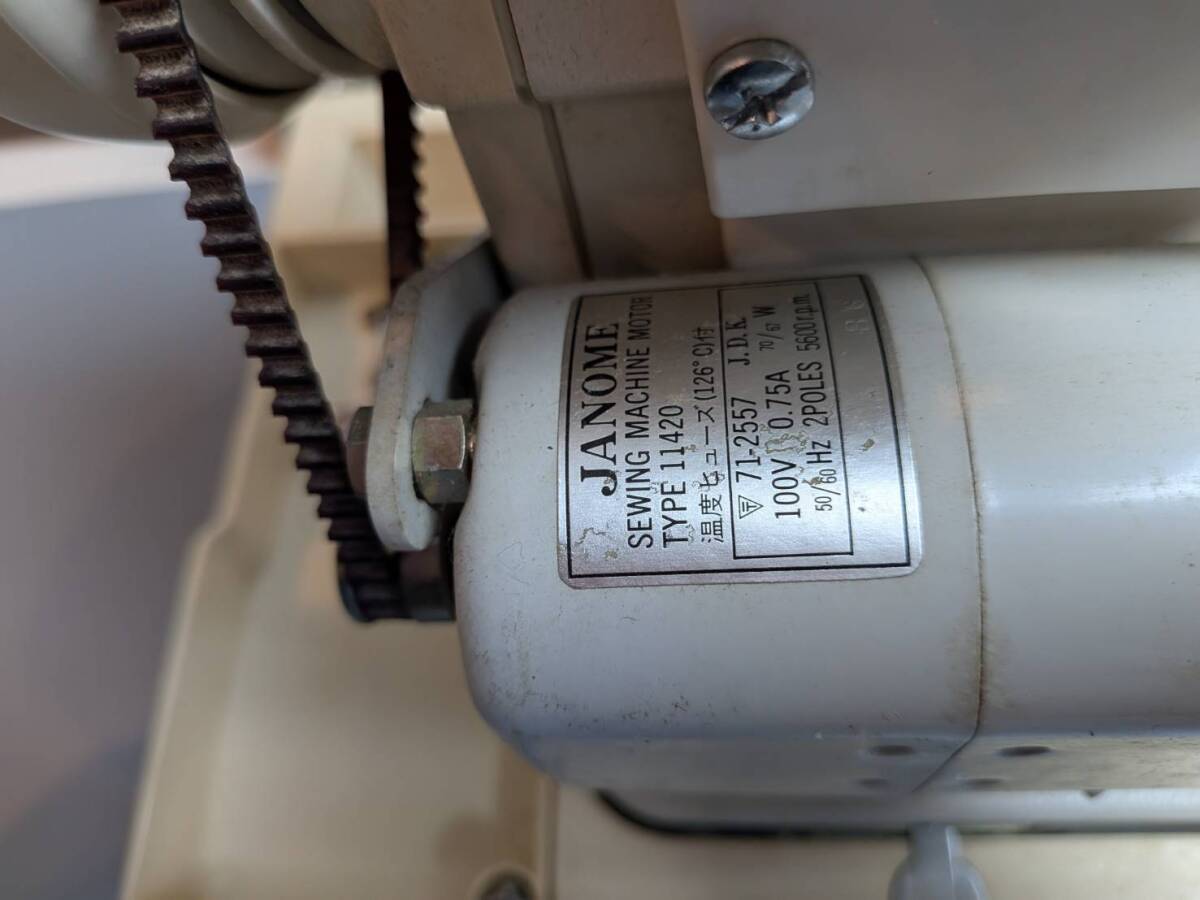 JANOME
SEWING MACHINE MOTOR
TYPE 11420
温度ヒューズ(126°C)付
〒 71-2557 J.D.K.
100V 0.75A 70/67 W
50/60 HZ 2POLES 5600r.p.m.